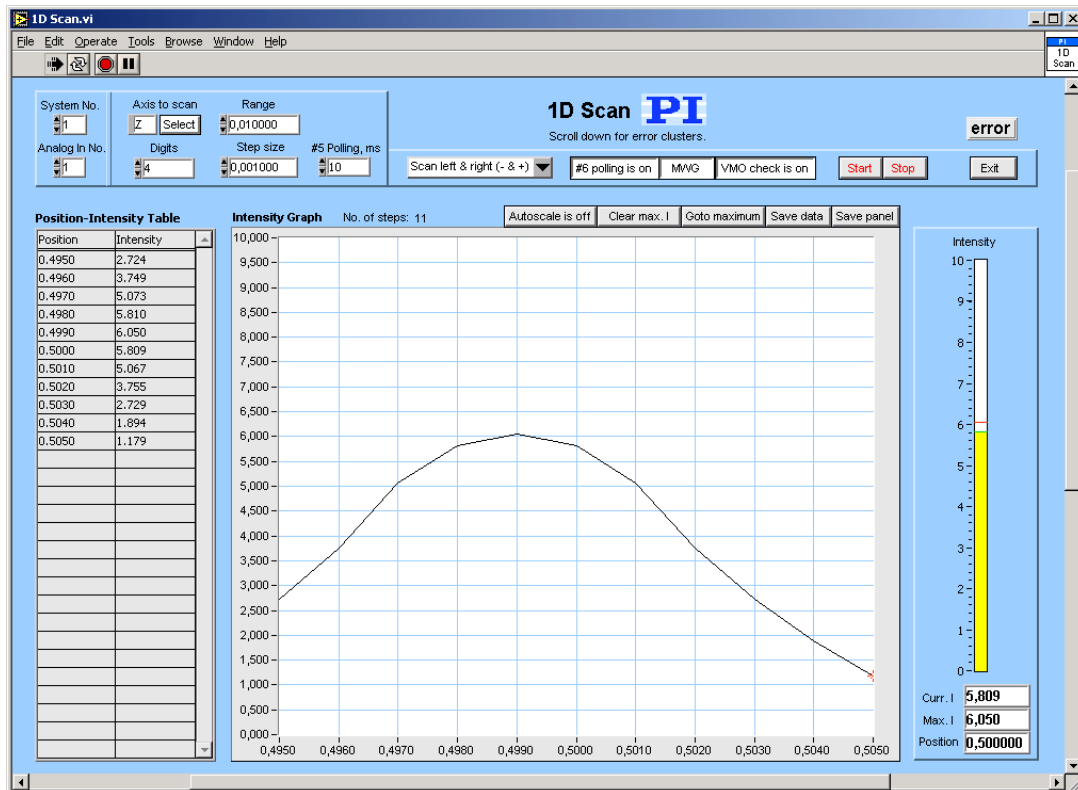 1D Scan.vi
File Edit Operate Tools Browse Window Help
PI
1D
Scan
System No.
1
Analog In No.
1
Axis to scan
Z Select
Digits
4
Range
0,010000
Step size
0,001000
#5 Polling, ms
10
1D Scan PI
Scroll down for error clusters.
error
Scan left & right (- & +)
#6 polling is on MWG VMO check is on
Start Stop
Exit
Position-Intensity Table
Position Intensity
0.4950 2.724
0.4960 3.749
0.4970 5.073
0.4980 5.810
0.4990 6.050
0.5000 5.809
0.5010 5.067
0.5020 3.755
0.5030 2.729
0.5040 1.894
0.5050 1.179
Intensity Graph No. of steps: 11
Autoscale is off Clear max. I Goto maximum Save data Save panel
10,000
9,500
9,000
8,500
8,000
7,500
7,000
6,500
6,000
5,500
5,000
4,500
4,000
3,500
3,000
2,500
2,000
1,500
1,000
0,500
0,000
0,4950 0,4960 0,4970 0,4980 0,4990 0,5000 0,5010 0,5020 0,5030 0,5040 0,5050
Intensity
10
9
8
7
6
5
4
3
2
1
0
Curr. I 5,809
Max. I 6,050
Position 0,500000